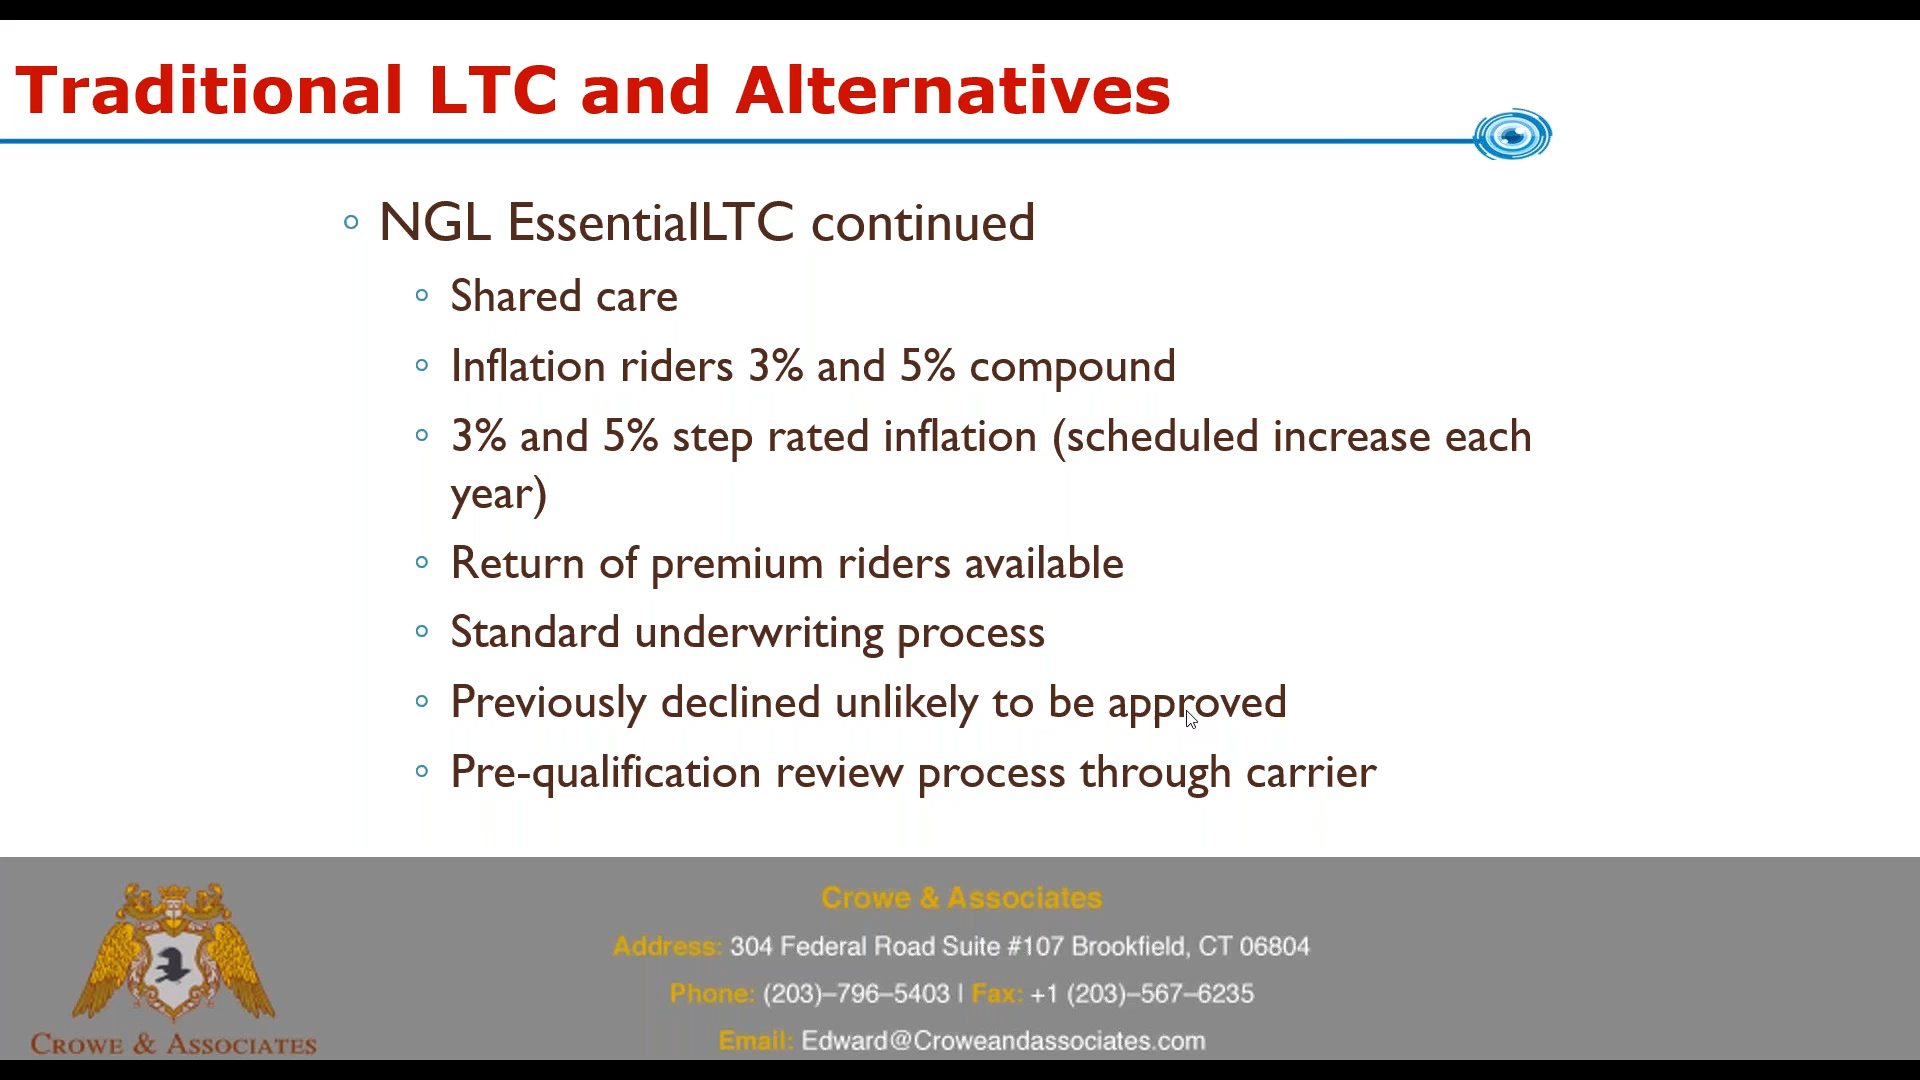 Traditional LTC and Alternatives
NGL EssentialLTC continued
Shared care
Inflation riders 3% and 5% compound
3% and 5% step rated inflation (scheduled increase each
year)
Return of premium riders available
Standard underwriting process
Previously declined unlikely to be approved
Pre-qualification review process through carrier
Crowe & Associates
Address: 304 Federal Road Suite #107 Brookfield, CT 06804
Phone: (203)–796–5403 | Fax: +1 (203)–567–6235
Email: Edward@Croweandassociates.com
CROWE & ASSOCIATES